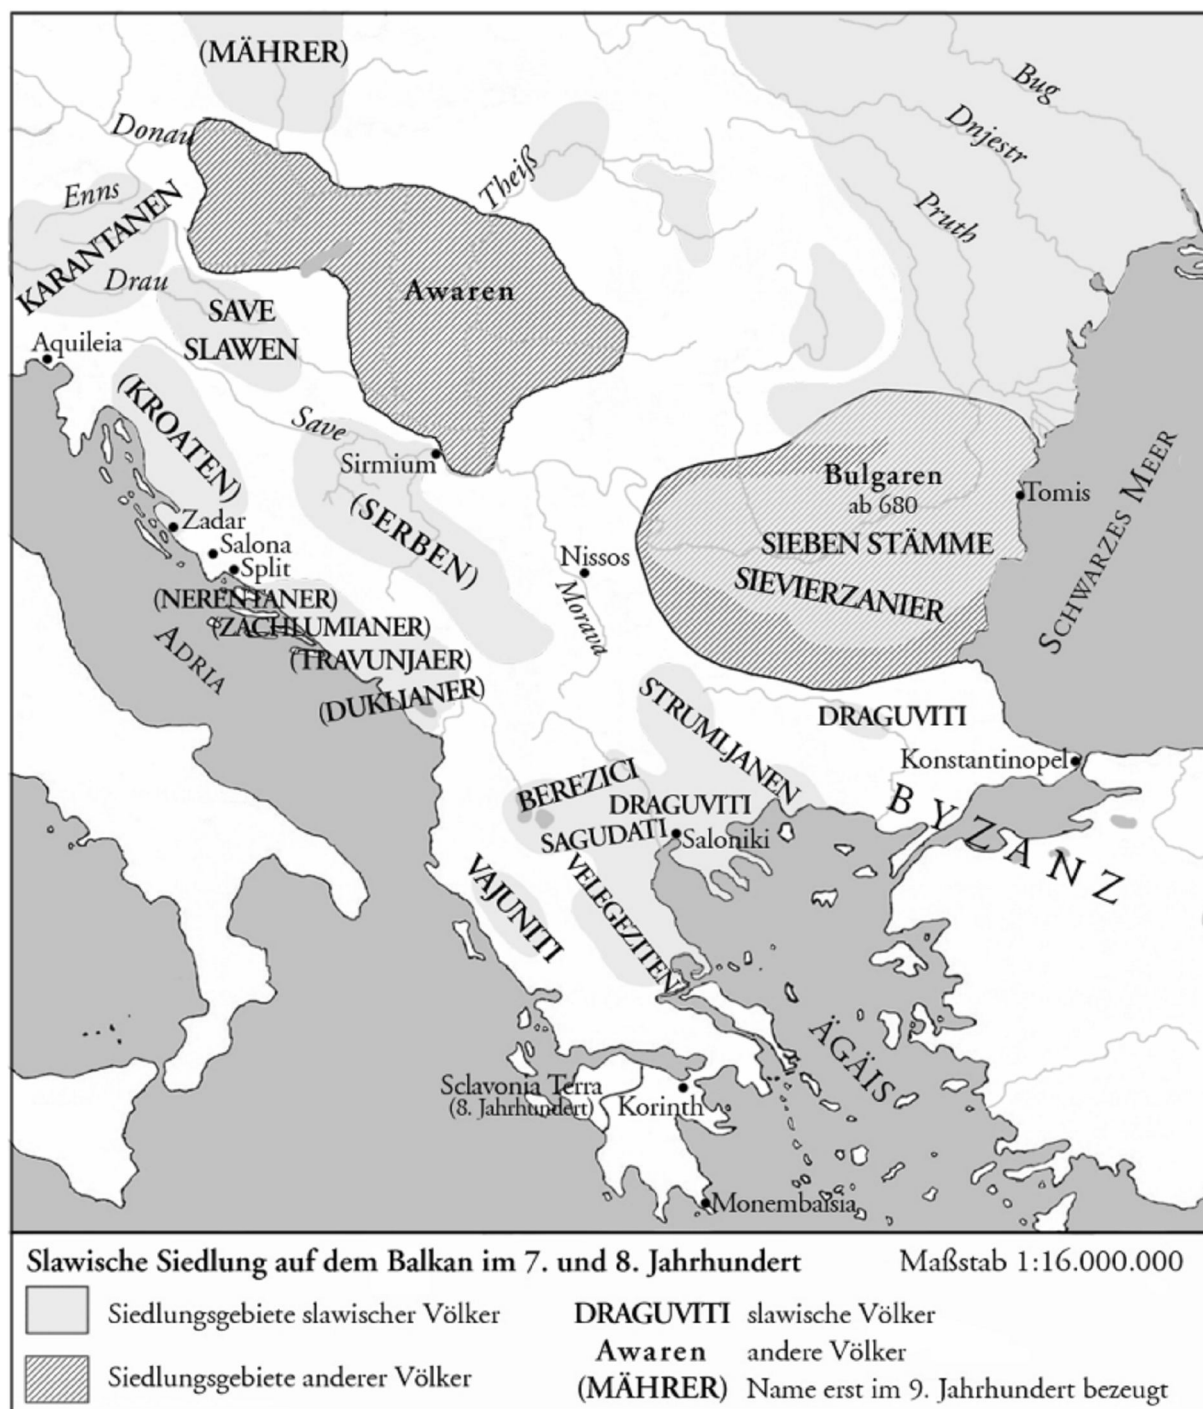 (MÄHRER)
Bug
Donau
Dnjestr
Theiß
Enns
Pruth
KARANTANEN
Drau
Awaren
SAVE
SLAWEN
Aquileia
(KROATEN)
Save
Sirmium
Bulgaren
ab 680
Tomis
(SERBEN)
Zadar
Salona
Split
SIEBEN STÄMME
Nissos
SIEVIERZANIER
SCHWARZES MEER
Morava
(NERENTANER)
(ZACHLUMIANER)
ADRIA
(TRAVUNJAER)
(DUKLIANER)
STRUMLJANEN
DRAGUVITI
Konstantinopel
BEREZICI
DRAGUVITI
BYZANZ
SAGUDATI
Saloniki
VAJUNITI
VELEGEZITEN
ÄGÄIS
Sclavonia Terra
(8. Jahrhundert)
Korinth
Monembaisia
Slawische Siedlung auf dem Balkan im 7. und 8. Jahrhundert Maßstab 1:16.000.000
Siedlungsgebiete slawischer Völker
Siedlungsgebiete anderer Völker
DRAGUVITI slawische Völker
Awaren andere Völker
(MÄHRER) Name erst im 9. Jahrhundert bezeugt